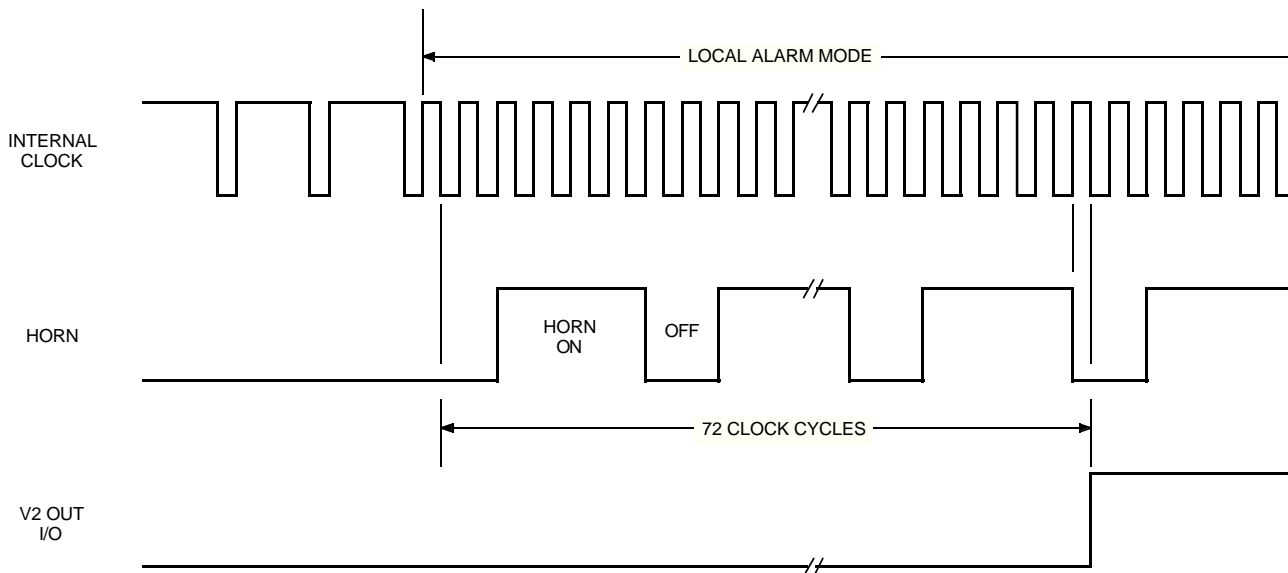 LOCAL ALARM MODE
INTERNAL
CLOCK
HORN
HORN
ON
OFF
72 CLOCK CYCLES
V2 OUT
I/O